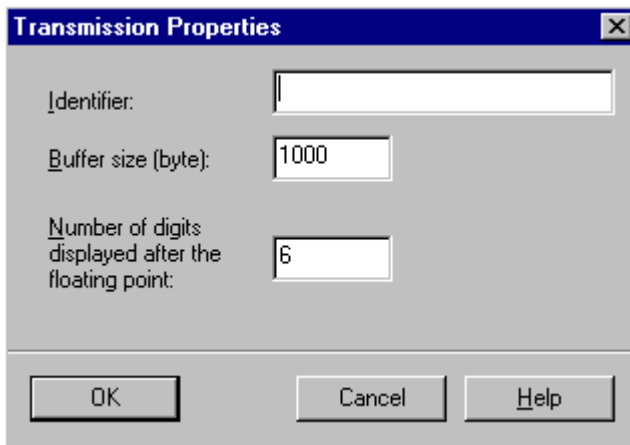 Transmission Properties
Identifier:
Buffer size (byte):
1000
Number of digits
displayed after the
floating point:
6
OK
Cancel
Help